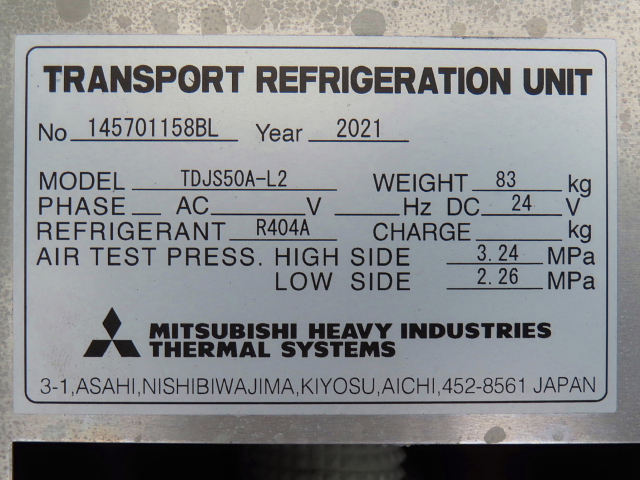 TRANSPORT REFRIGERATION UNIT
No 145701158BL Year 2021
MODEL TDJS50A-L2 WEIGHT 83 kg
PHASE AC V Hz DC 24 V
REFRIGERANT R404A CHARGE kg
AIR TEST PRESS. HIGH SIDE 3.24 MPa
LOW SIDE 2.26 MPa
MITSUBISHI HEAVY INDUSTRIES
THERMAL SYSTEMS
3-1,ASAHI,NISHIBIWAJIMA,KIYOSU,AICHI,452-8561 JAPAN